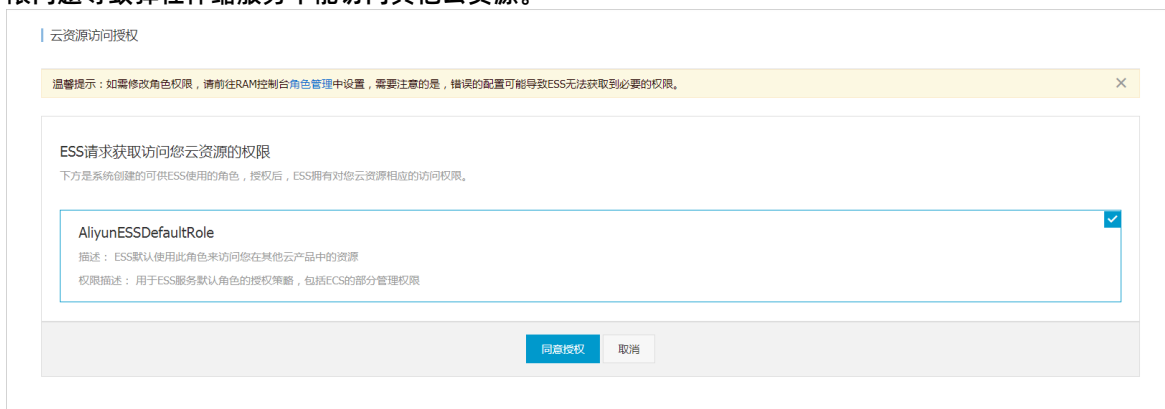 限问题导致弹性伸缩服务不能访问其他云资源。
云资源访问授权
温馨提示：如需修改角色权限，请前往RAM控制台角色管理中设置，需要注意的是，错误的配置可能导致ESS无法获取到必要的权限。
ESS请求获取访问您云资源的权限
下方是系统创建的可供ESS使用的角色，授权后，ESS拥有对您云资源相应的访问权限。
AliyunESSDefaultRole
描述： ESS默认使用此角色来访问您在其他云产品中的资源
权限描述： 用于ESS服务默认角色的授权策略，包括ECS的部分管理权限
同意授权 取消